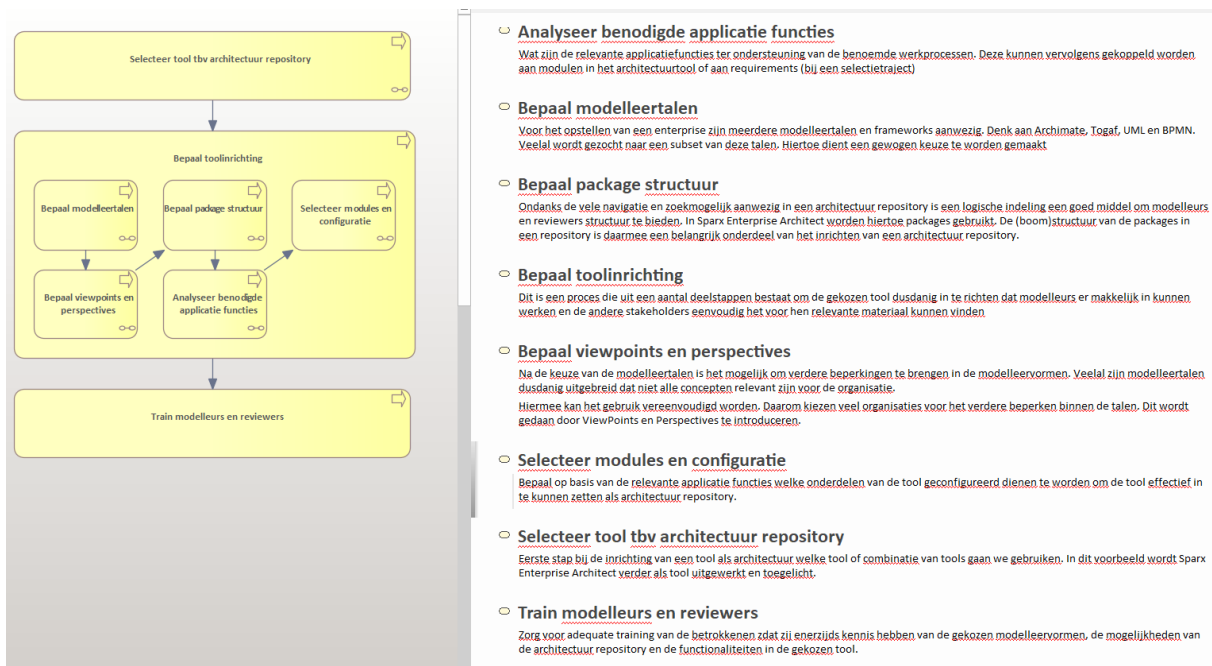 Selecteer tool tbv architectuur repository
Bepaal toolinrichting
Bepaal modelleertalen
Bepaal package structuur
Selecteer modules en
configuratie
Bepaal viewpoints en
perspectives
Analyseer benodigde
applicatie functies
Train modelleurs en reviewers
Analyseer benodigde applicatie functies
Wat zijn de relevante applicatiefuncties ter ondersteuning van de benoemde werkprocessen. Deze kunnen vervolgens gekoppeld worden
aan modulen in het architectuurtool of aan requirements (bij een selectietraject)
Bepaal modelleertalen
Voor het opstellen van een enterprise zijn meerdere modelleertalen en frameworks aanwezig. Denk aan Archimate, Togaf, UML en BPMN.
Veelal wordt gezocht naar een subset van deze talen. Hiertoe dient een gewogen keuze te worden gemaakt
Bepaal package structuur
Ondanks de vele navigatie en zoekmogelijk aanwezig in een architectuur repository is een logische indeling een goed middel om modelleurs
en reviewers structuur te bieden. In Sparx Enterprise Architect worden hiertoe packages gebruikt. De (boom)structuur van de packages in
een repository is daarmee een belangrijk onderdeel van het inrichten van een architectuur repository.
Bepaal toolinrichting
Dit is een proces die uit een aantal deelstappen bestaat om de gekozen tool dusdanig in te richten dat modelleurs er makkelijk in kunnen
werken en de andere stakeholders eenvoudig het voor hen relevante materiaal kunnen vinden
Bepaal viewpoints en perspectives
Na de keuze van de modelleertalen is het mogelijk om verdere beperkingen te brengen in de modelleervormen. Veelal zijn modelleertalen
dusdanig uitgebreid dat niet alle concepten relevant zijn voor de organisatie.
Hiermee kan het gebruik vereenvoudigd worden. Daarom kiezen veel organisaties voor het verdere beperken binnen de talen. Dit wordt
gedaan door ViewPoints en Perspectives te introduceren.
Selecteer modules en configuratie
Bepaal op basis van de relevante applicatie functies welke onderdelen van de tool geconfigureerd dienen te worden om de tool effectief in
te kunnen zetten als architectuur repository.
Selecteer tool tbv architectuur repository
Eerste stap bij de inrichting van een tool als architectuur welke tool of combinatie van tools gaan we gebruiken. In dit voorbeeld wordt Sparx
Enterprise Architect verder als tool uitgewerkt en toegelicht.
Train modelleurs en reviewers
Zorg voor adequate training van de betrokkenen zdat zij enerzijds kennis hebben van de gekozen modelleervormen, de mogelijkheden van
de architectuur repository en de functionaliteiten in de gekozen tool.